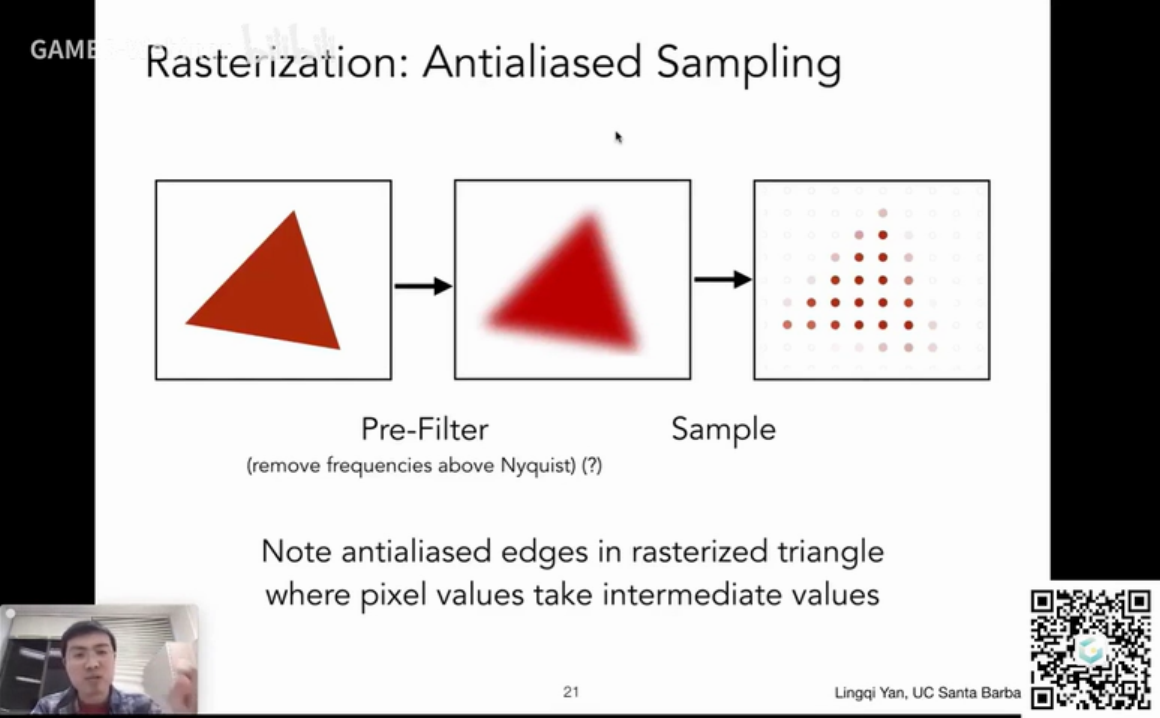 Rasterization: Antialiased Sampling
Pre-Filter
Sample
(remove frequencies above Nyquist) (?)
Note antialiased edges in rasterized triangle
where pixel values take intermediate values
21
Lingqi Yan, UC Santa Barba